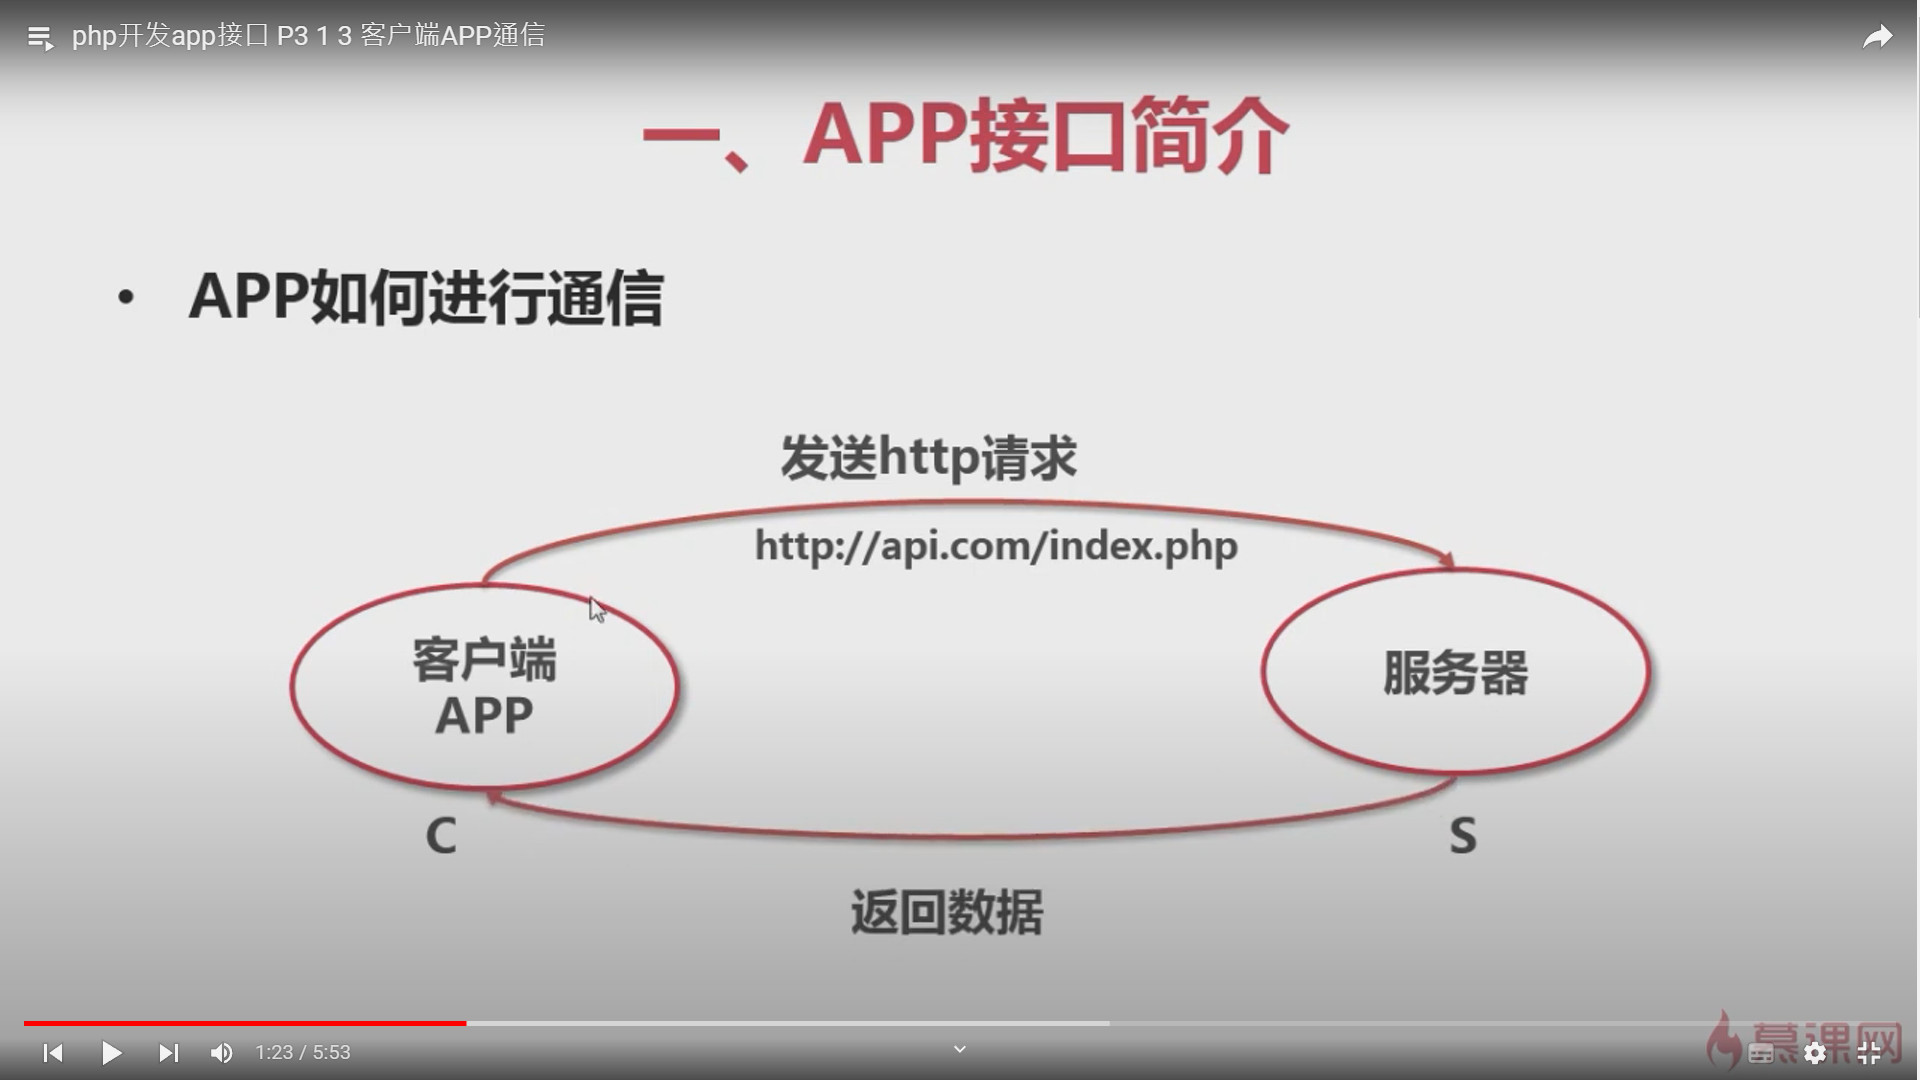 php开发app接口 P3 1 3 客户端APP通信
一、APP接口简介
• APP如何进行通信
发送http请求
http://api.com/index.php
客户端
APP
服务器
C
S
返回数据
1:23 / 5:53
慕课网